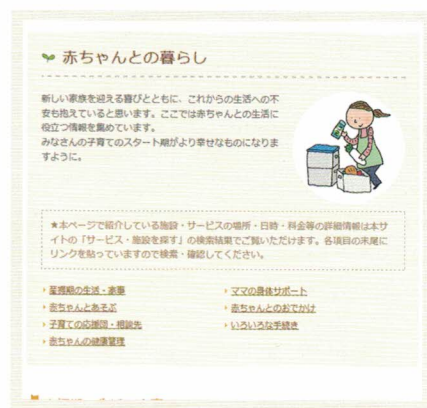 赤ちゃんとの暮らし
新しい家族を迎える喜びとともに、これからの生活への不
安も抱えていると思います。ここでは赤ちゃんとの生活に
役立つ情報を集めています。
みなさんの子育てのスタート期がより幸せなものになりま
すように。
★本ページで紹介している施設・サービスの場所・日時・料金等の詳細情報は本サ
イトの「サービス・施設を探す」の検索結果でご覧いただけます。各項目の末尾に
リンクを貼っていますので検索・確認してください。
産褥期の生活・家事
ママの身体サポート
赤ちゃんとあそぶ
赤ちゃんとのおでかけ
子育ての応援団・相談先
いろいろな手続き
赤ちゃんの健康管理